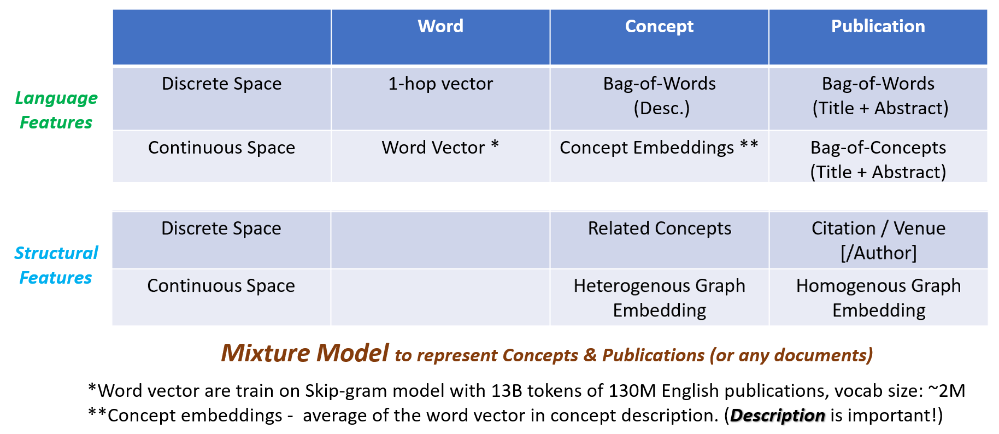 Word Concept Publication
Language
Features
Discrete Space 1-hop vector Bag-of-Words
(Desc.) Bag-of-Words
(Title + Abstract)
Continuous Space Word Vector * Concept Embeddings ** Bag-of-Concepts
(Title + Abstract)
Structural
Features
Discrete Space Related Concepts Citation / Venue
[/Author]
Continuous Space Heterogenous Graph
Embedding Homogenous Graph
Embedding
Mixture Model to represent Concepts & Publications (or any documents)
*Word vector are train on Skip-gram model with 13B tokens of 130M English publications, vocab size: ~2M
**Concept embeddings - average of the word vector in concept description. (Description is important!)